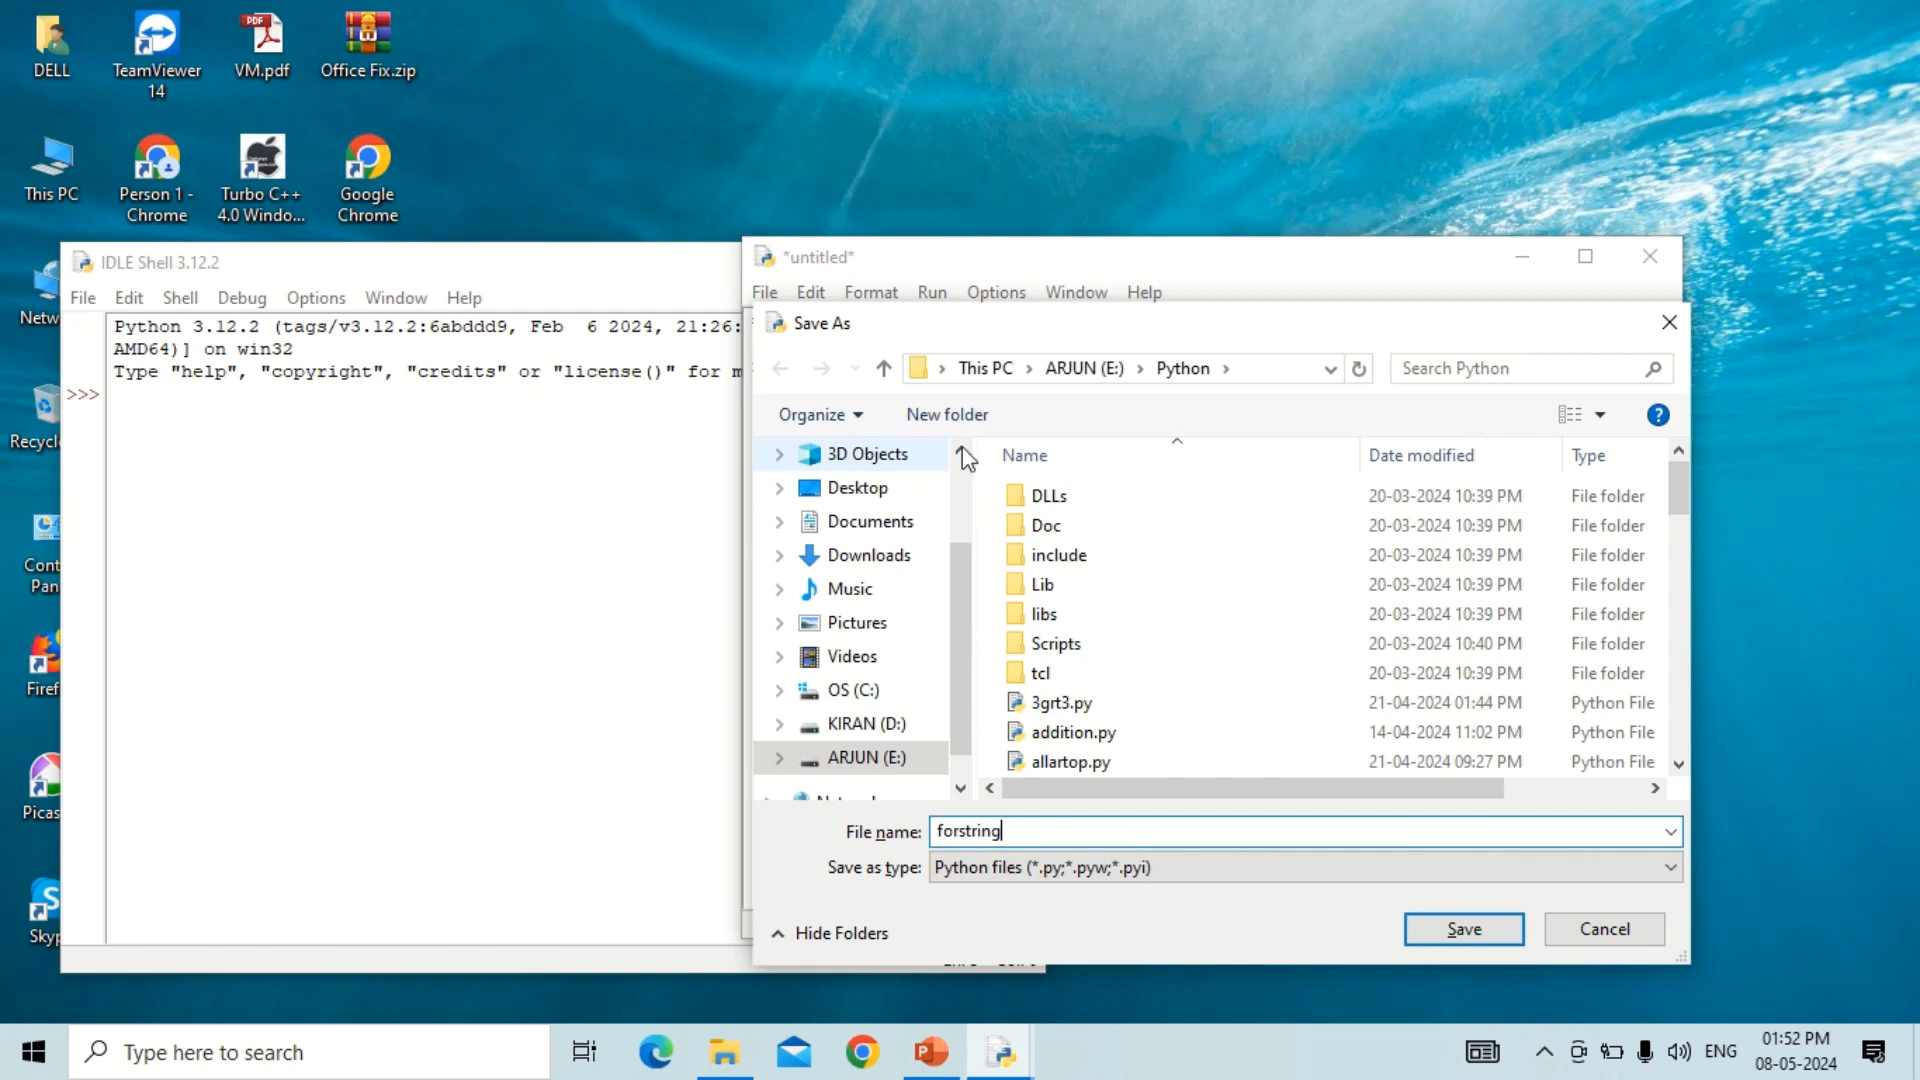 DELL
TeamViewer
14
VM.pdf
Office Fix.zip
This PC
Person 1 -
Chrome
Turbo C++
4.0 Windo...
Google
Chrome
Netw
Recycl
Cont
Pan
Firef
Picas
Skyp
IDLE Shell 3.12.2
File Edit Shell Debug Options Window Help
Python 3.12.2 (tags/v3.12.2:6abddd9, Feb  6 2024, 21:26:
AMD64)] on win32
Type "help", "copyright", "credits" or "license()" for m
>>>
*untitled*
File Edit Format Run Options Window Help
Save As
This PC > ARJUN (E:) > Python >
Search Python
Organize
New folder
3D Objects
Desktop
Documents
Downloads
Music
Pictures
Videos
OS (C:)
KIRAN (D:)
ARJUN (E:)
Name Date modified Type
DLLs 20-03-2024 10:39 PM File folder
Doc 20-03-2024 10:39 PM File folder
include 20-03-2024 10:39 PM File folder
Lib 20-03-2024 10:39 PM File folder
libs 20-03-2024 10:39 PM File folder
Scripts 20-03-2024 10:40 PM File folder
tcl 20-03-2024 10:39 PM File folder
3grt3.py 21-04-2024 01:44 PM Python File
addition.py 14-04-2024 11:02 PM Python File
allartop.py 21-04-2024 09:27 PM Python File
File name: forstring
Save as type: Python files (*.py;*.pyw;*.pyi)
Hide Folders
Save
Cancel
Type here to search
ENG
01:52 PM
08-05-2024